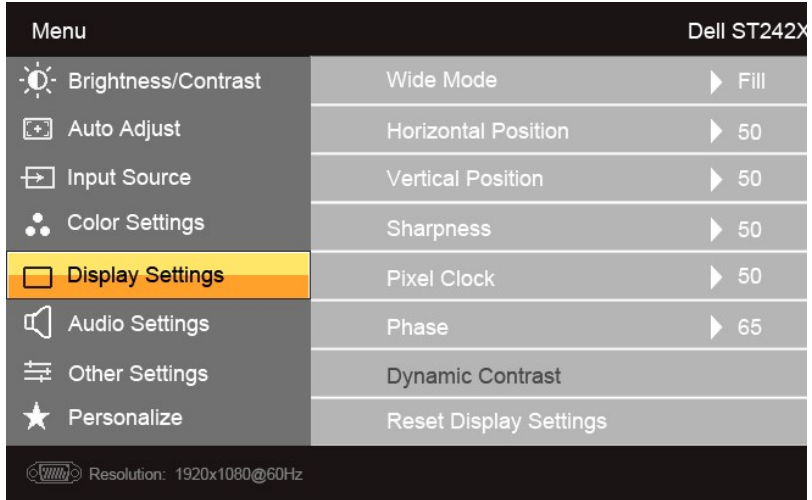 Menu
Dell ST242X
Brightness/Contrast
Auto Adjust
Input Source
Color Settings
Display Settings
Audio Settings
Other Settings
Personalize
Wide Mode Fill
Horizontal Position 50
Vertical Position 50
Sharpness 50
Pixel Clock 50
Phase 65
Dynamic Contrast
Reset Display Settings
Resolution: 1920x1080@60Hz